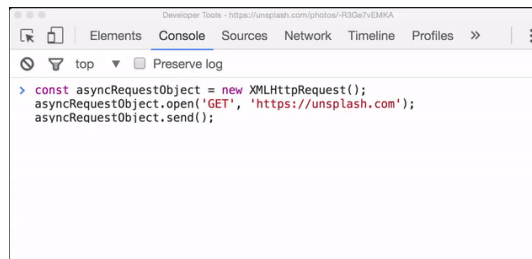 Developer Tools - https://unsplash.com/photos/-R3Ge7vEMKA
Elements Console Sources Network Timeline Profiles »
top ▼ Preserve log
> const asyncRequestObject = new XMLHttpRequest();
asyncRequestObject.open('GET', 'https://unsplash.com');
asyncRequestObject.send();